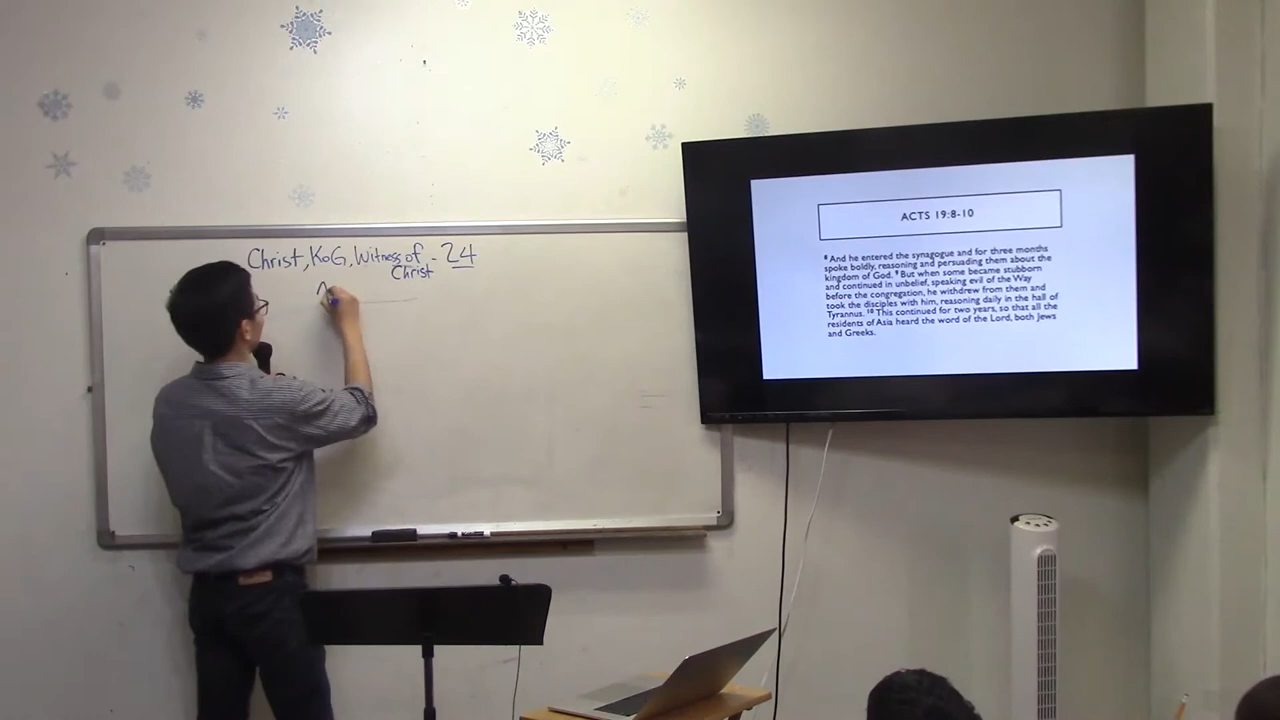 Christ, KoG, Witness of - 24
Christ
ACTS 19:8-10
⁸ And he entered the synagogue and for three months
spoke boldly, reasoning and persuading them about the
kingdom of God. ⁹ But when some became stubborn
and continued in unbelief, speaking evil of the Way
before the congregation, he withdrew from them and
took the disciples with him, reasoning daily in the hall of
Tyrannus. ¹⁰ This continued for two years, so that all the
residents of Asia heard the word of the Lord, both Jews
and Greeks.